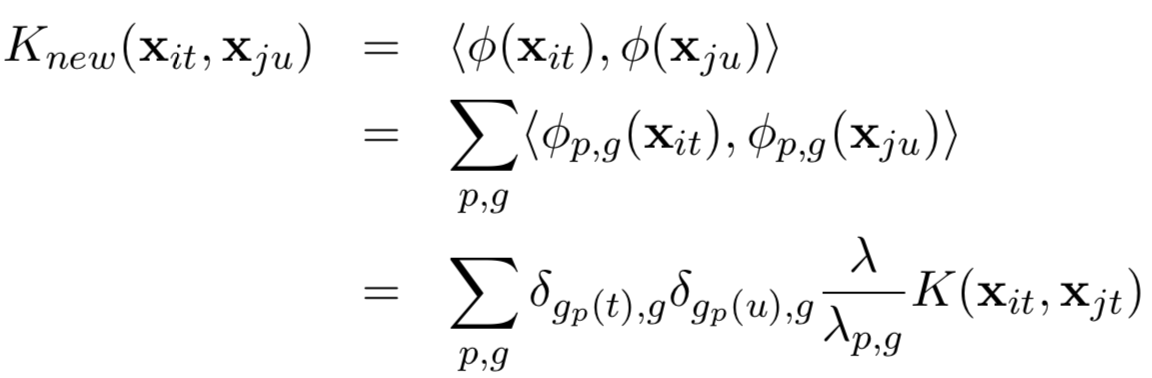 K_{new}(\mathbf{x}_{it}, \mathbf{x}_{ju}) = \langle \phi(\mathbf{x}_{it}), \phi(\mathbf{x}_{ju}) \rangle
= \sum_{p,g} \langle \phi_{p,g}(\mathbf{x}_{it}), \phi_{p,g}(\mathbf{x}_{ju}) \rangle
= \sum_{p,g} \delta_{g_p(t),g} \delta_{g_p(u),g} \frac{\lambda}{\lambda_{p,g}} K(\mathbf{x}_{it}, \mathbf{x}_{jt})